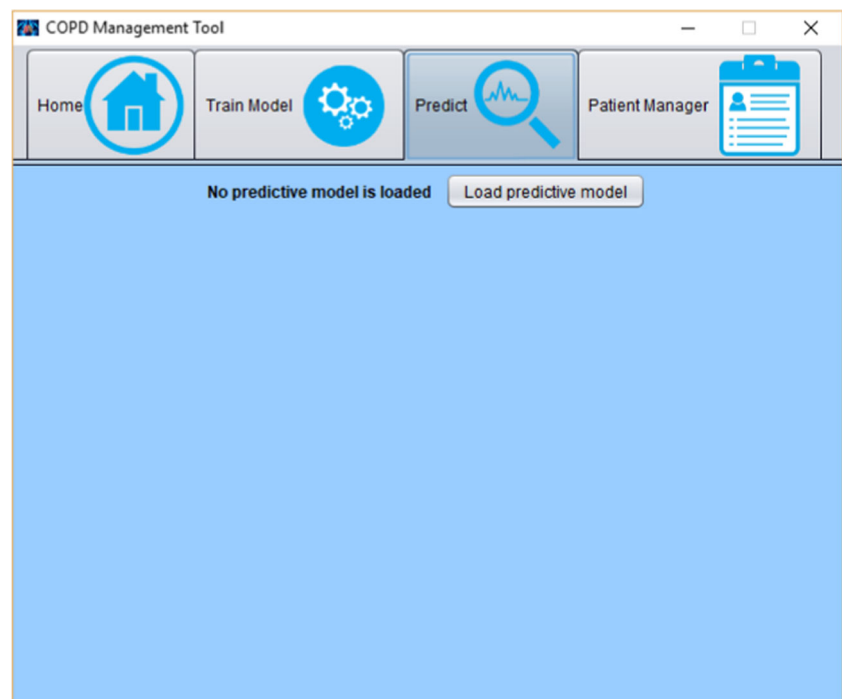 COPD Management Tool
Home
Train Model
Predict
Patient Manager
No predictive model is loaded
Load predictive model